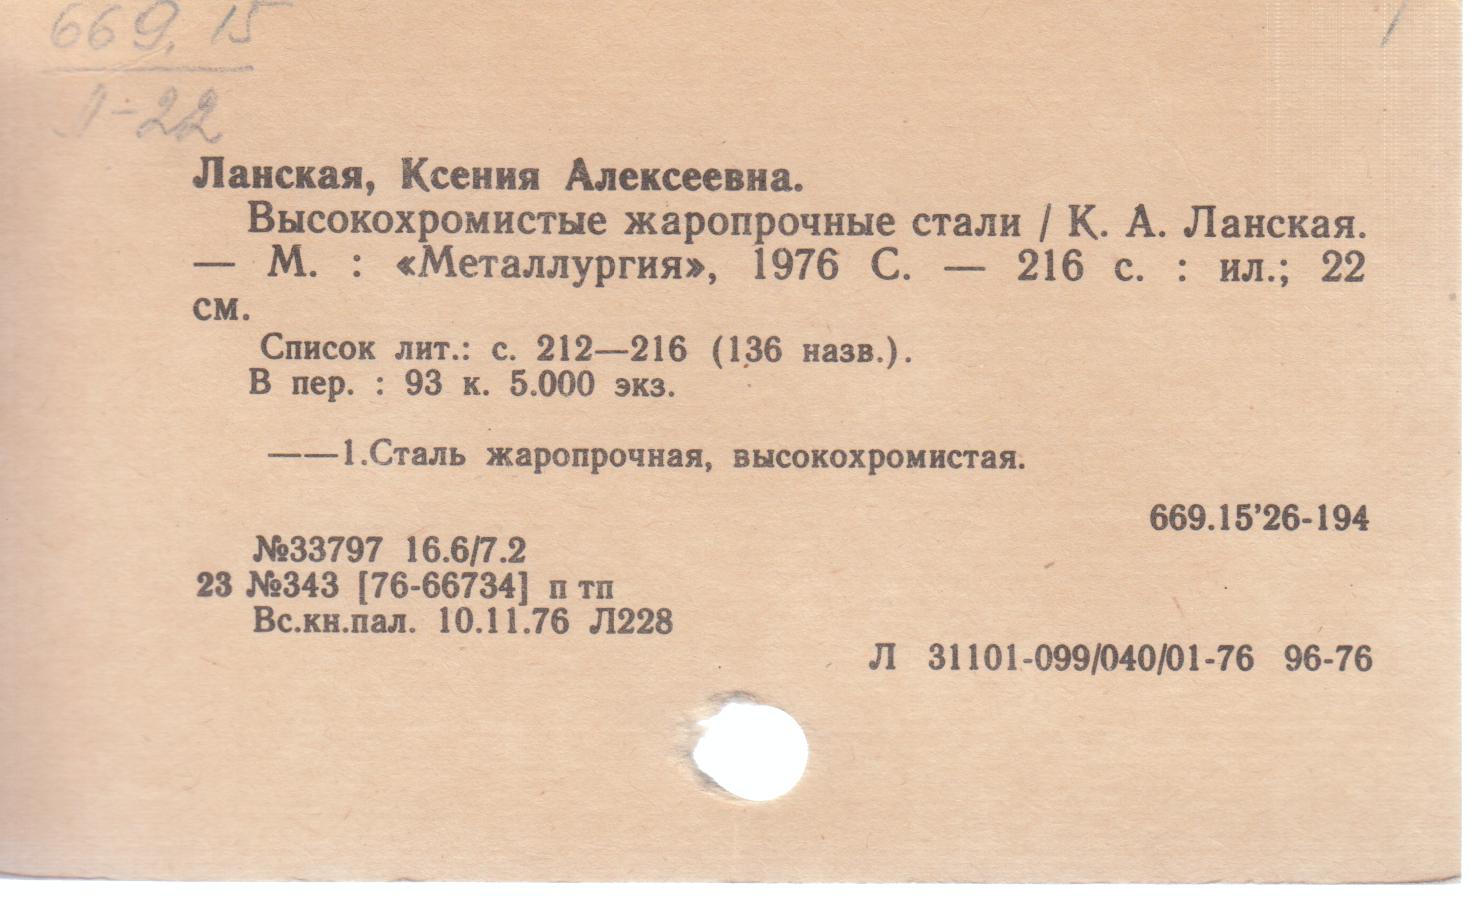 669.15
Л-22
Ланская, Ксения Алексеевна.
Высокохромистые жаропрочные стали / К. А. Ланская.
— М. : «Металлургия», 1976 С. — 216 с. : ил.; 22
см.
Список лит.: с. 212—216 (136 назв.).
В пер. : 93 к. 5.000 экз.
——1.Сталь жаропрочная, высокохромистая.
669.15’26-194
№33797 16.6/7.2
23 №343 [76-66734] п тп
Вс.кн.пал. 10.11.76 Л228
Л 31101-099/040/01-76 96-76